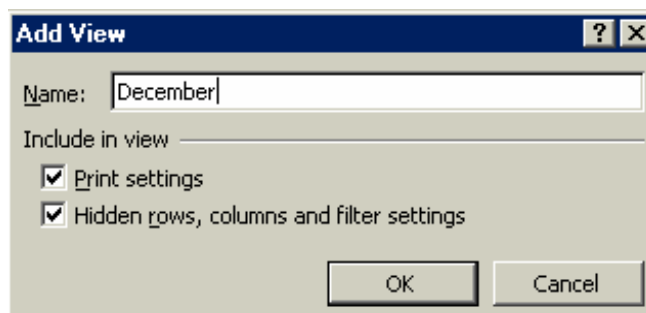 Add View
Name: December
Include in view
Print settings
Hidden rows, columns and filter settings
OK Cancel